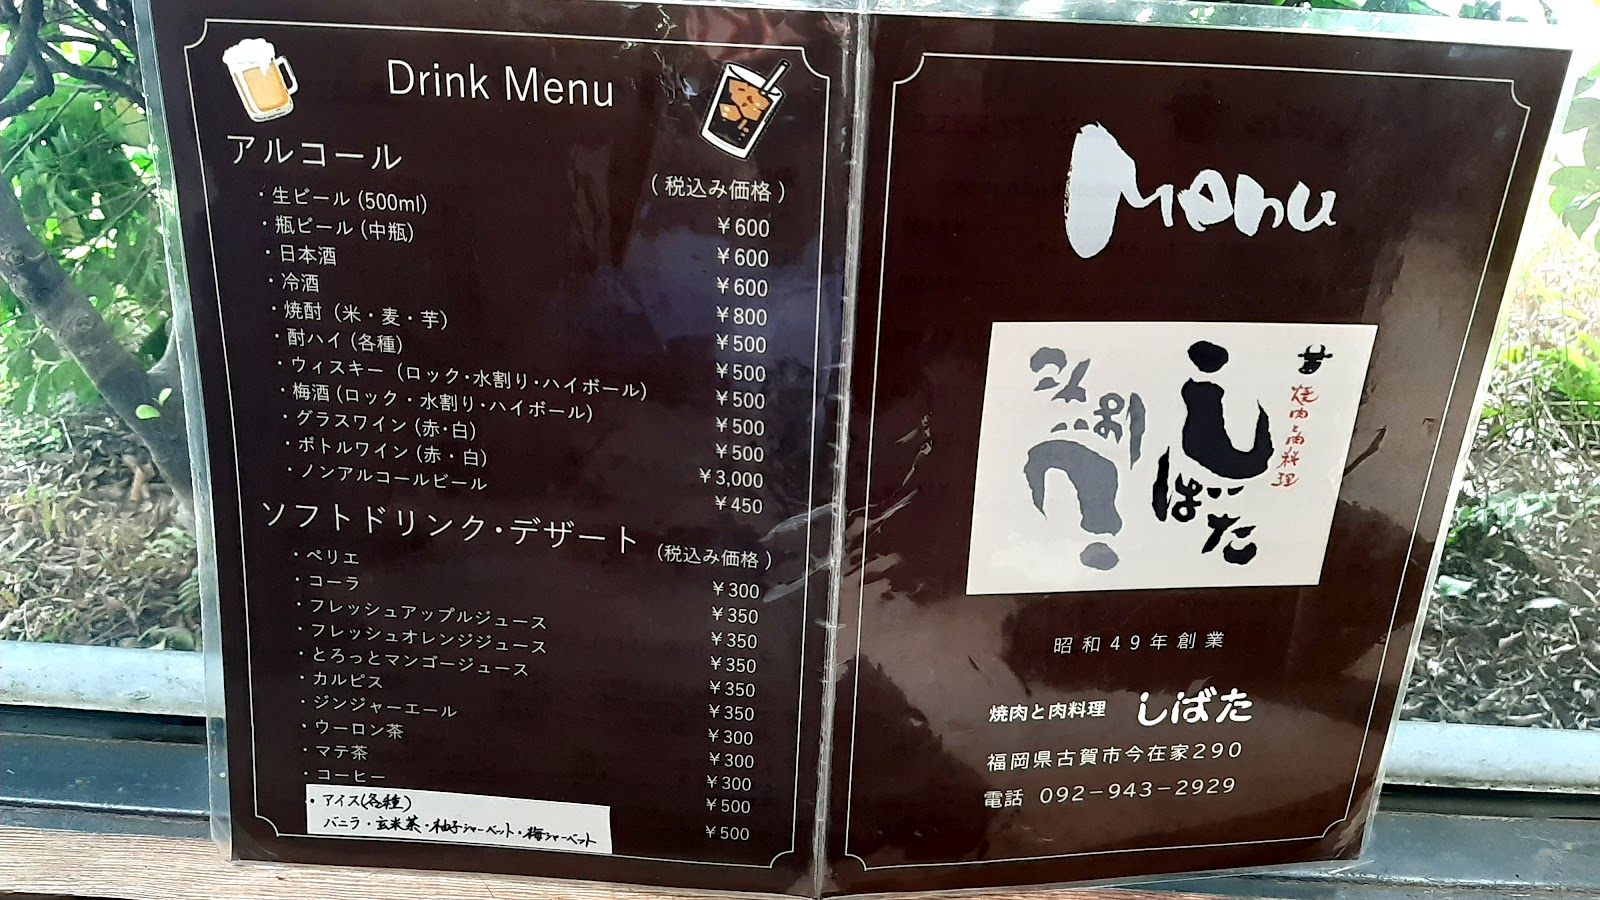 Drink Menu
アルコール
(税込み価格)
・生ビール (500ml) ¥600
・瓶ビール (中瓶) ¥600
・日本酒 ¥600
・冷酒 ¥800
・焼酎 (米・麦・芋) ¥500
・酎ハイ (各種) ¥500
・ウィスキー (ロック・水割り・ハイボール) ¥500
・梅酒 (ロック・水割り・ハイボール) ¥500
・グラスワイン (赤・白) ¥500
・ボトルワイン (赤・白) ¥3,000
・ノンアルコールビール ¥450
ソフトドリンク・デザート (税込み価格)
・ペリエ ¥300
・コーラ ¥350
・フレッシュアップルジュース ¥350
・フレッシュオレンジジュース ¥350
・とろっとマンゴージュース ¥350
・カルピス ¥350
・ジンジャーエール ¥300
・ウーロン茶 ¥300
・マテ茶 ¥300
・コーヒー ¥500
・アイス(各種) ¥500
バニラ・玄米茶・柚子シャーベット・梅シャーベット
Menu
焼肉と肉料理
しばた
昭和49年創業
焼肉と肉料理 しばた
福岡県古賀市今在家290
電話 092-943-2929